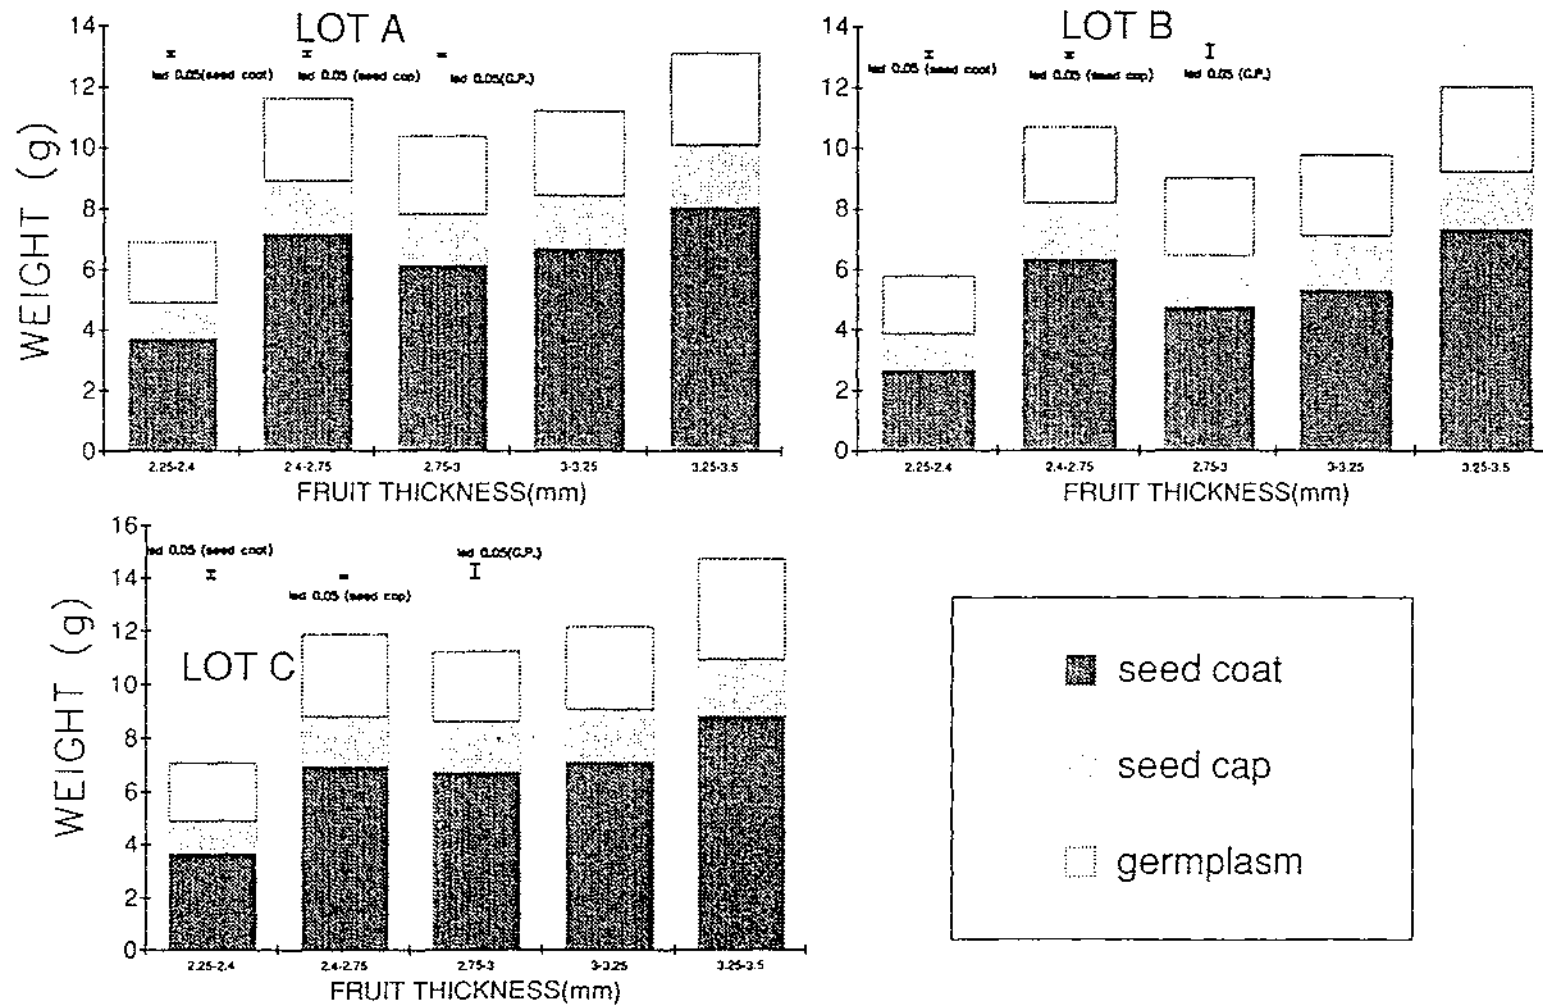 LOT A
14
12
10
8
6
4
2
0
WEIGHT (g)
lsd 0.05(seed coat)
lsd 0.05 (seed cap)
lsd 0.05(G.P.)
2.25-2.4
2.4-2.75
2.75-3
3-3.25
3.25-3.5
FRUIT THICKNESS(mm)
LOT B
14
12
10
8
6
4
2
0
lsd 0.05 (seed coat)
lsd 0.05 (seed cap)
lsd 0.05 (G.P.)
2.25-2.4
2.4-2.75
2.75-3
3-3.25
3.25-3.5
FRUIT THICKNESS(mm)
LOT C
16
14
12
10
8
6
4
2
0
WEIGHT (g)
lsd 0.05 (seed coat)
lsd 0.05 (seed cap)
lsd 0.05(G.P.)
2.25-2.4
2.4-2.75
2.75-3
3-3.25
3.25-3.5
FRUIT THICKNESS(mm)
seed coat
seed cap
germplasm